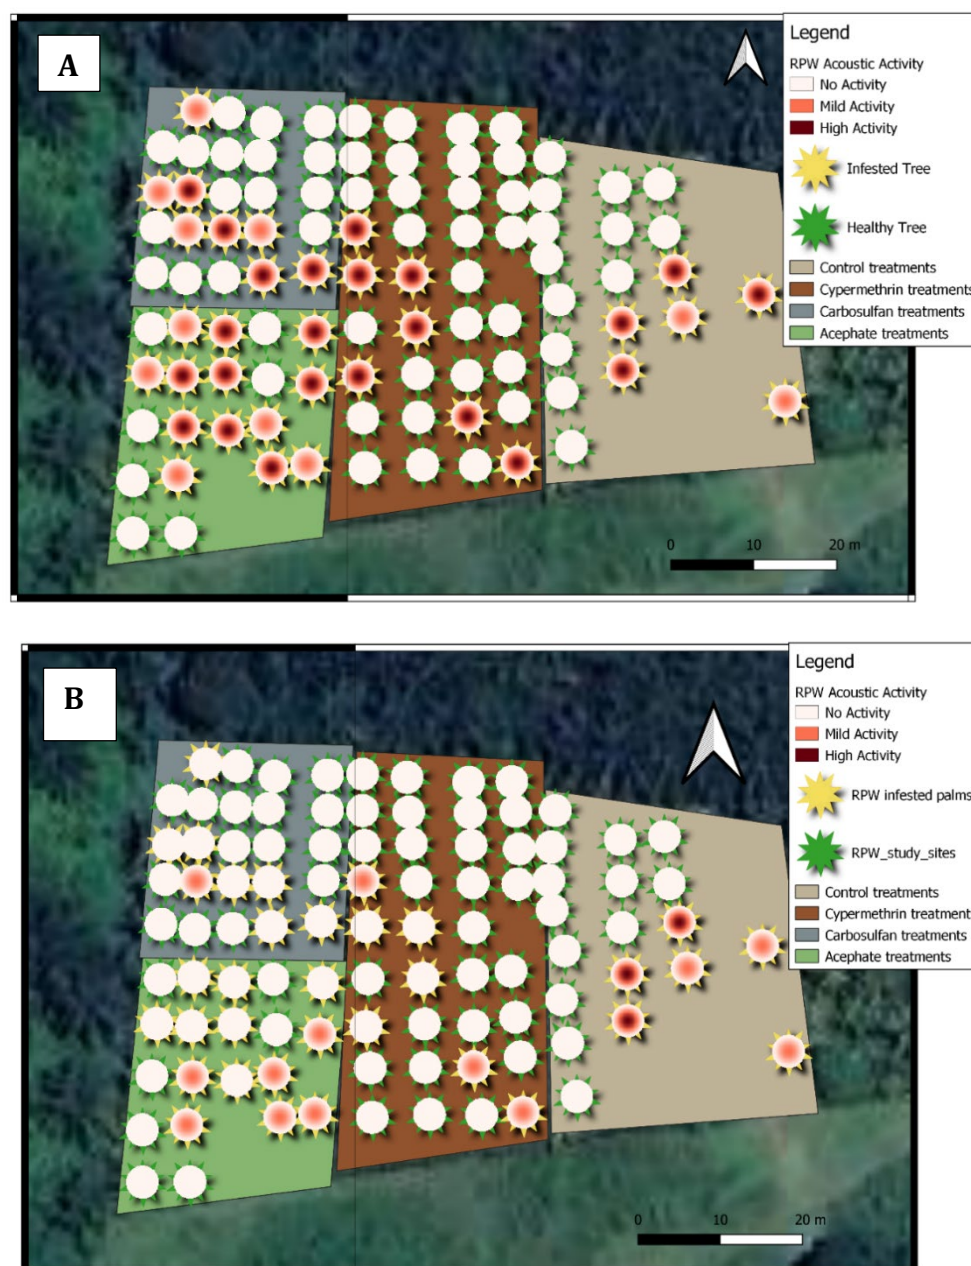 A
Legend
RPW Acoustic Activity
No Activity
Mild Activity
High Activity
Infested Tree
Healthy Tree
Control treatments
Cypermethrin treatments
Carbosulfan treatments
Acephate treatments
0 10 20 m
B
Legend
RPW Acoustic Activity
No Activity
Mild Activity
High Activity
RPW infested palms
RPW_study_sites
Control treatments
Cypermethrin treatment
Carbosulfan treatments
Acephate treatments
0 10 20 m